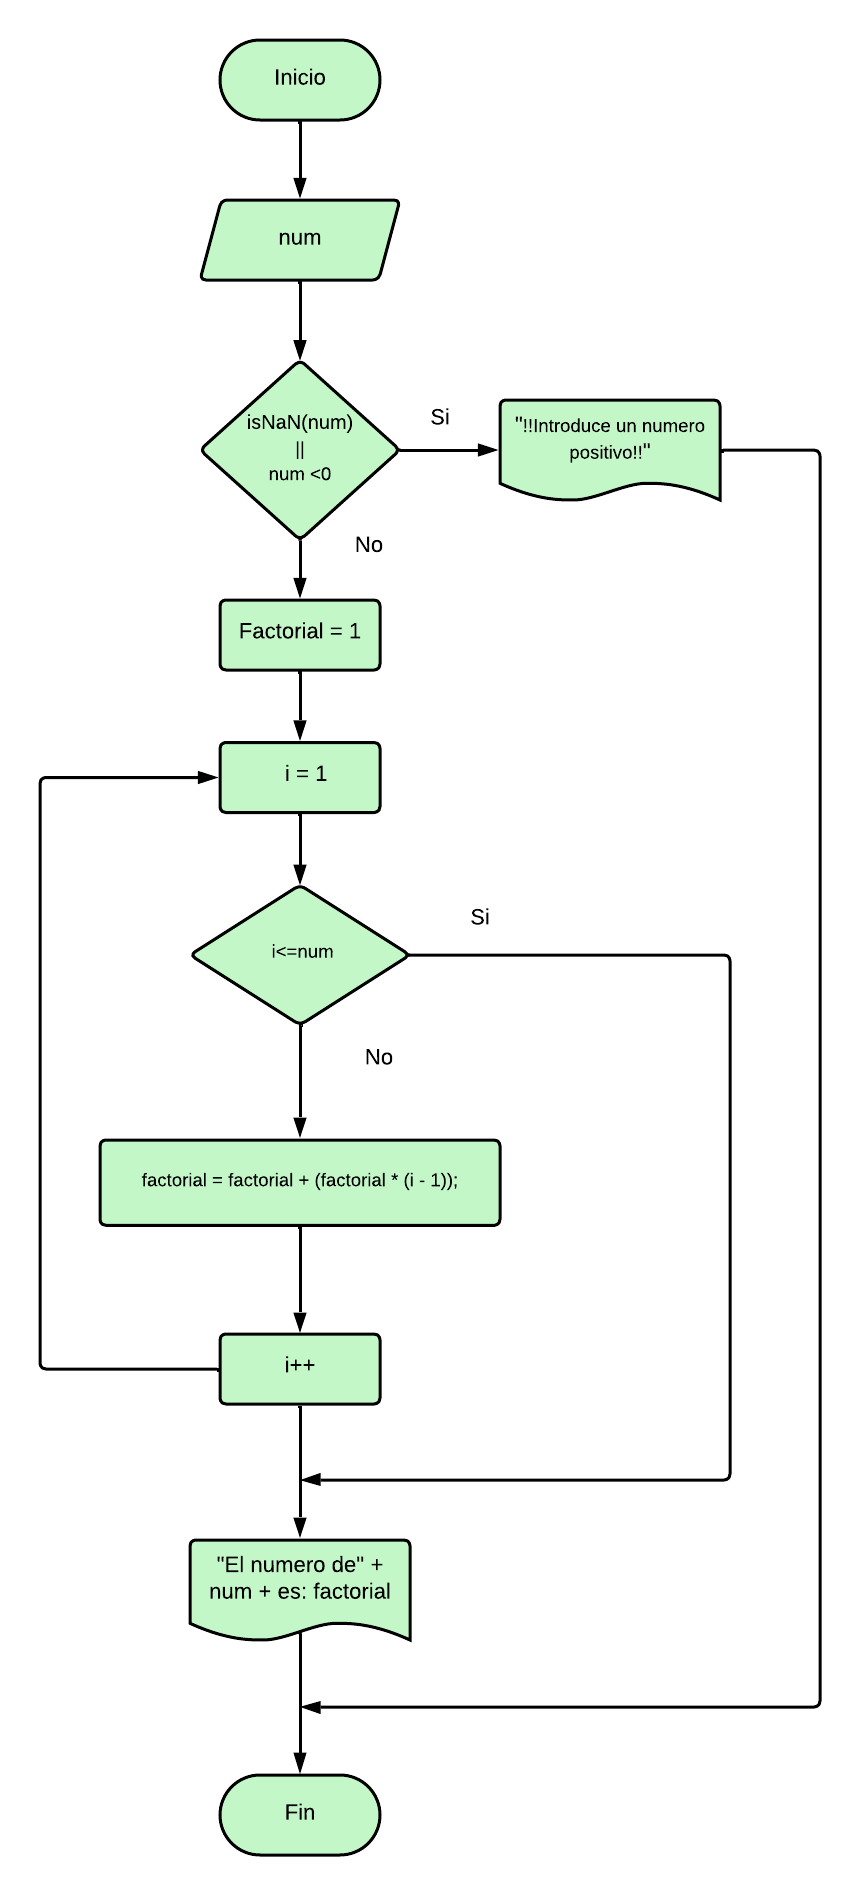 Inicio
num
isNaN(num)
||
num <0
Si
"!!Introduce un numero
positivo!!"
No
Factorial = 1
i = 1
i<=num
Si
No
factorial = factorial + (factorial * (i - 1));
i++
"El numero de" +
num + es: factorial
Fin